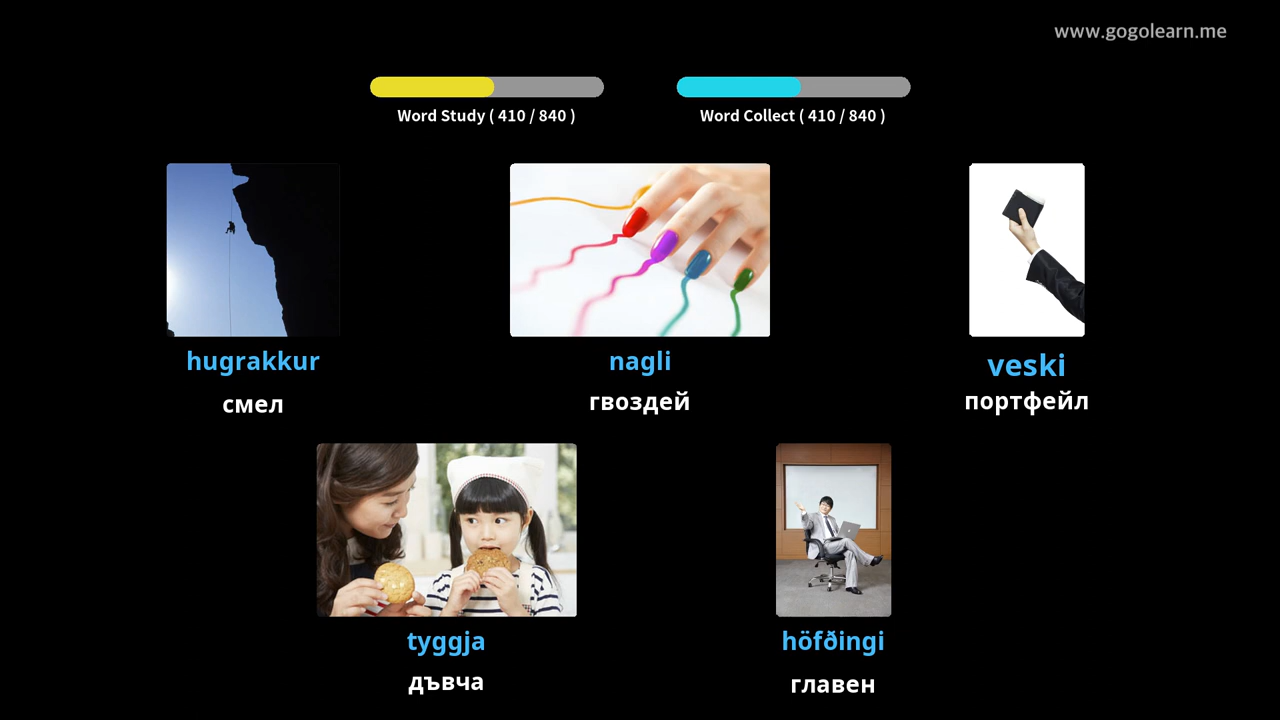 www.gogolearn.me
Word Study ( 410 / 840 )
Word Collect ( 410 / 840 )
hugrakkur
смел
nagli
гвоздей
veski
портфейл
tyggja
дъвча
höfðingi
главен